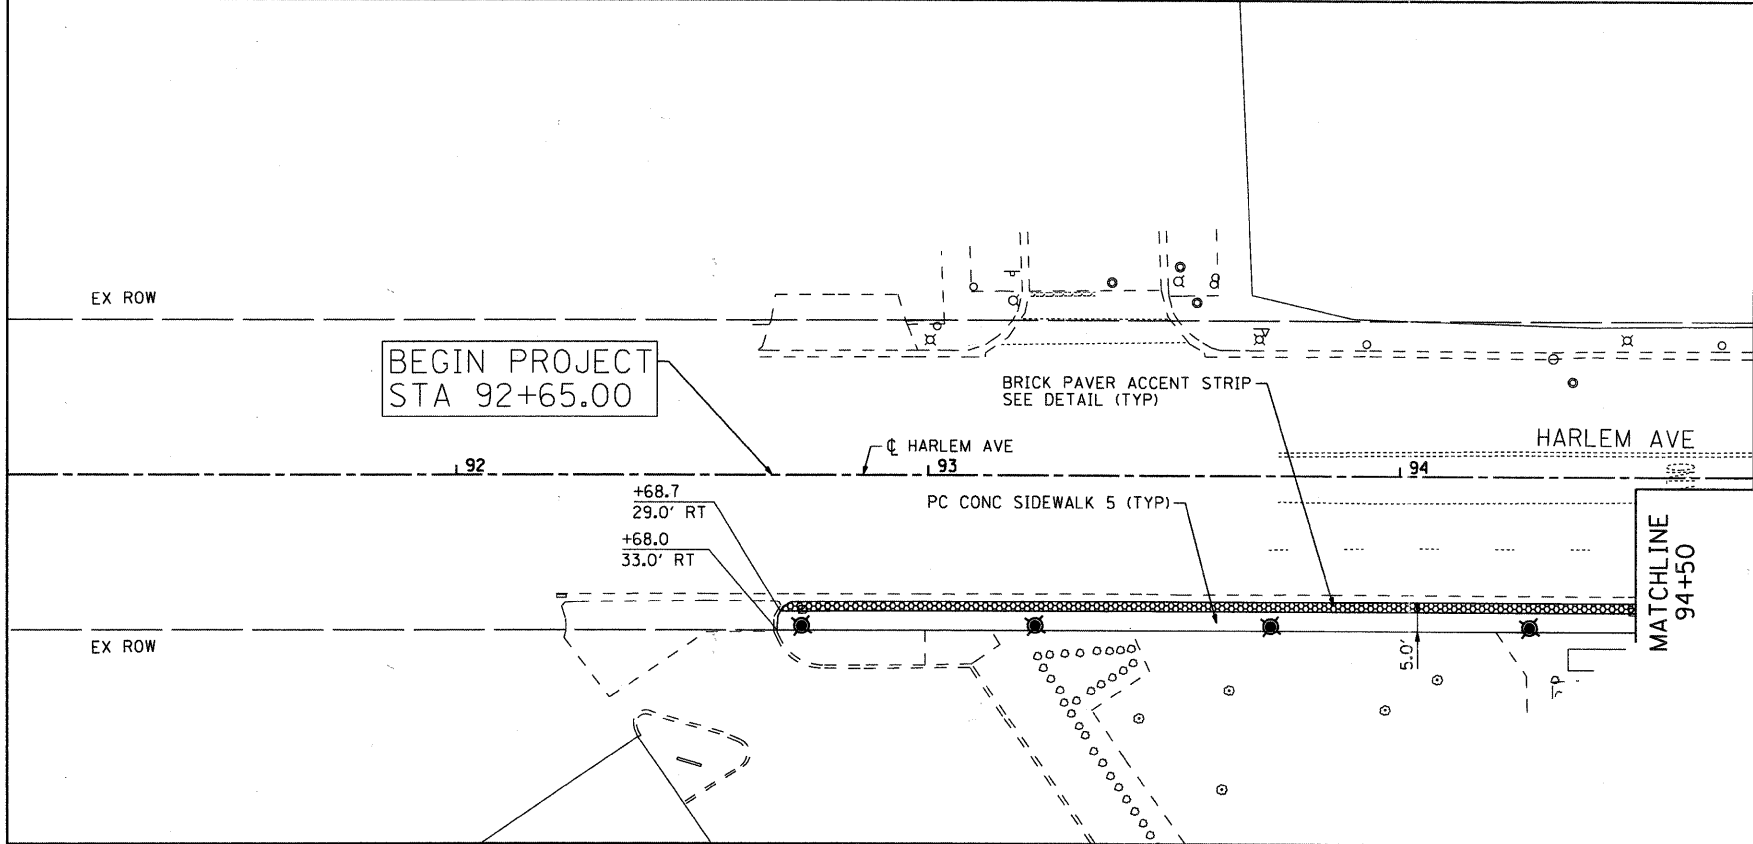 EX ROW
BEGIN PROJECT
STA 92+65.00
BRICK PAVER ACCENT STRIP
SEE DETAIL (TYP)
℄ HARLEM AVE
HARLEM AVE
92
93
94
+68.7
29.0' RT
PC CONC SIDEWALK 5 (TYP)
+68.0
33.0' RT
MATCHLINE
94+50
EX ROW
5.0'